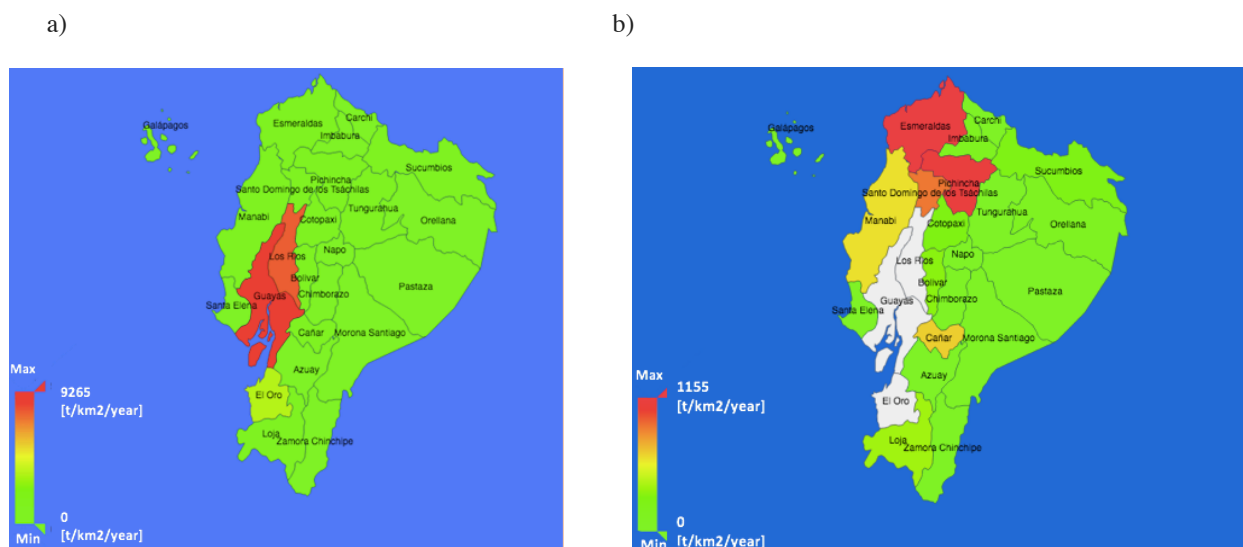 a)
b)
Galápagos
Esmeraldas
Carchi
Imbabura
Sucumbios
Pichincha
Santo Domingo de los Tsáchilas
Tungurahua
Orellana
Manabi
Cotopaxi
Napo
Los Ríos
Bolivar
Pastaza
Guayas
Chimborazo
Santa Elena
Cañar
Morona Santiago
Azuay
El Oro
Loja
Zamora Chinchipe
Max
9265
[t/km2/year]
0
[t/km2/year]
Min
Galápagos
Esmeraldas
Carchi
Imbabura
Sucumbios
Pichincha
Santo Domingo de los Tsáchilas
Tungurahua
Orellana
Manabi
Cotopaxi
Napo
Los Ríos
Bolivar
Pastaza
Guayas
Chimborazo
Santa Elena
Cañar
Morona Santiago
Azuay
El Oro
Loja
Zamora Chinchipe
Max
1155
[t/km2/year]
0
[t/km2/year]
Min